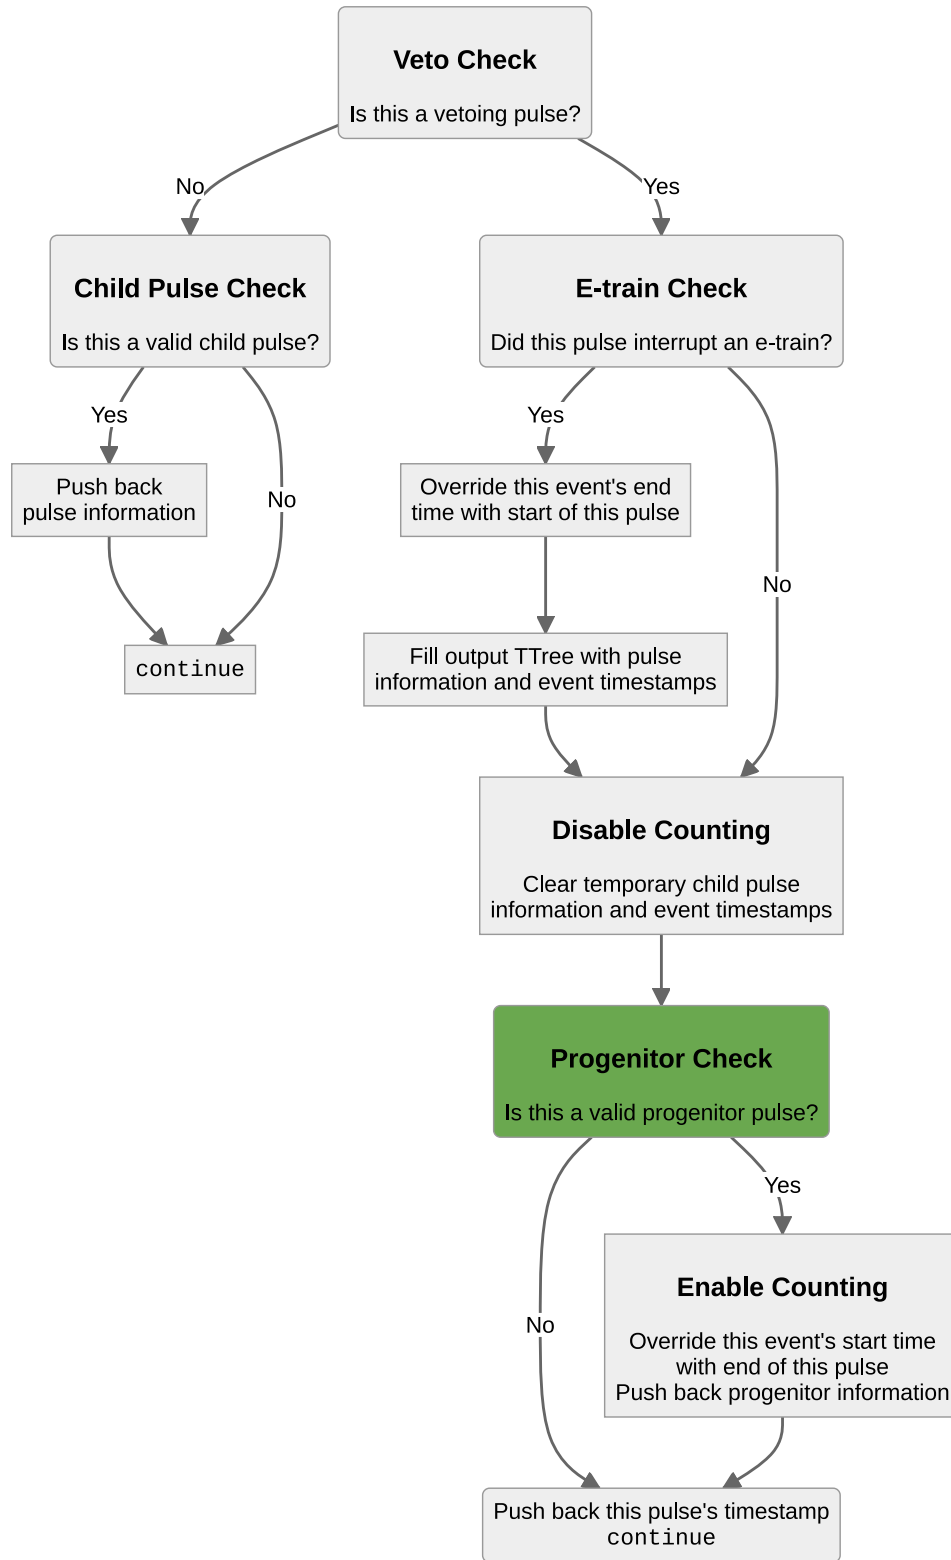 Veto Check
Is this a vetoing pulse?
No
Yes
Child Pulse Check
Is this a valid child pulse?
E-train Check
Did this pulse interrupt an e-train?
Yes
No
Push back
pulse information
continue
Yes
No
Override this event's end
time with start of this pulse
Fill output TTree with pulse
information and event timestamps
Disable Counting
Clear temporary child pulse
information and event timestamps
Progenitor Check
Is this a valid progenitor pulse?
Yes
No
Enable Counting
Override this event's start time
with end of this pulse
Push back progenitor information
Push back this pulse's timestamp
continue